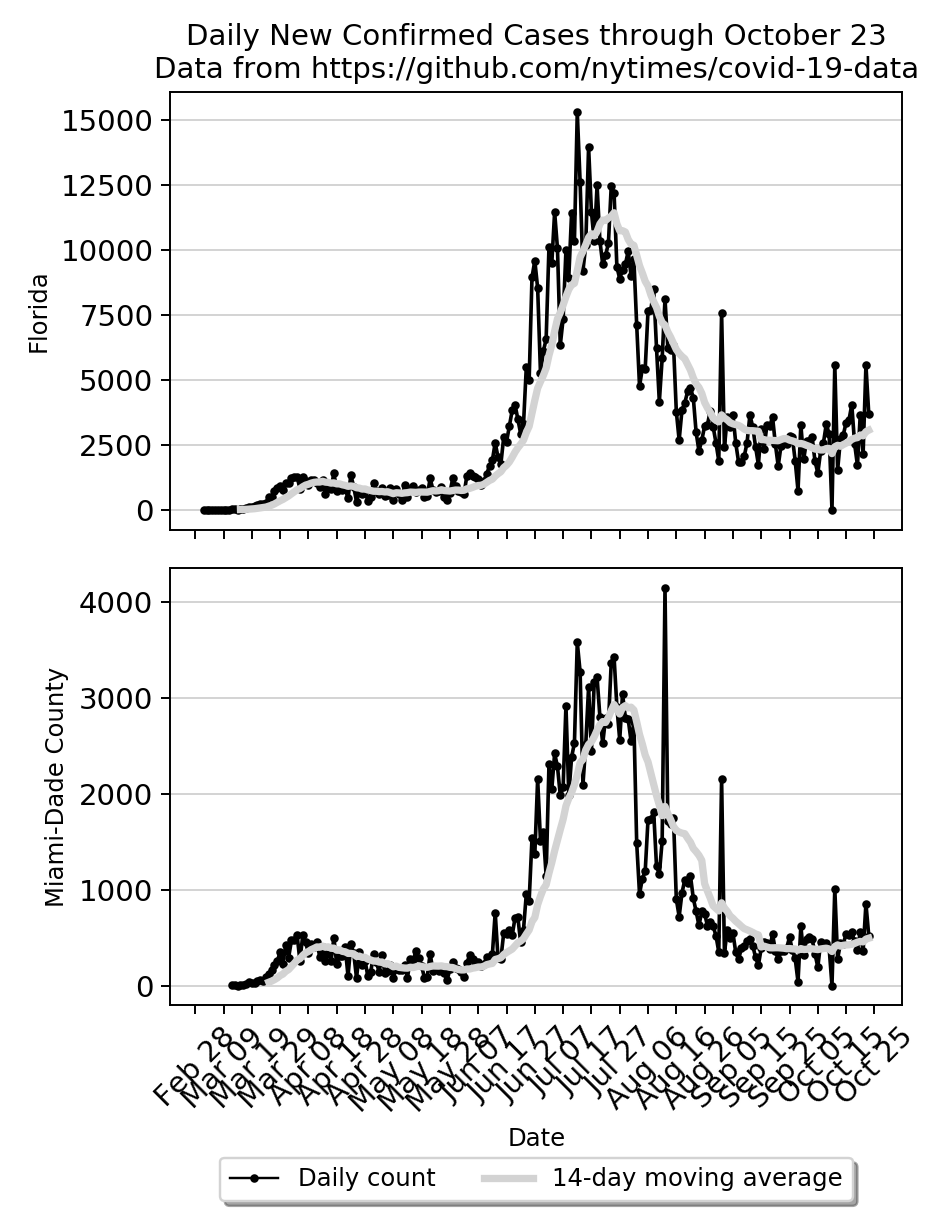 Daily New Confirmed Cases through October 23
Data from https://github.com/nytimes/covid-19-data
15000
12500
10000
7500
5000
2500
0
Florida
4000
3000
2000
1000
0
Miami-Dade County
Feb 28
Mar 09
Mar 19
Mar 29
Apr 08
Apr 18
Apr 28
May 08
May 18
May 28
Jun 07
Jun 17
Jun 27
Jul 07
Jul 17
Jul 27
Aug 06
Aug 16
Aug 26
Sep 05
Sep 15
Sep 25
Oct 05
Oct 15
Oct 25
Date
Daily count
14-day moving average